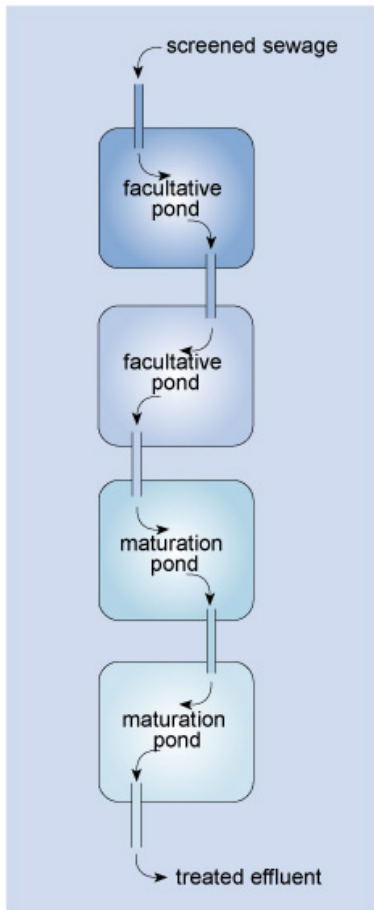 screened sewage
facultative
pond
facultative
pond
maturation
pond
maturation
pond
treated effluent